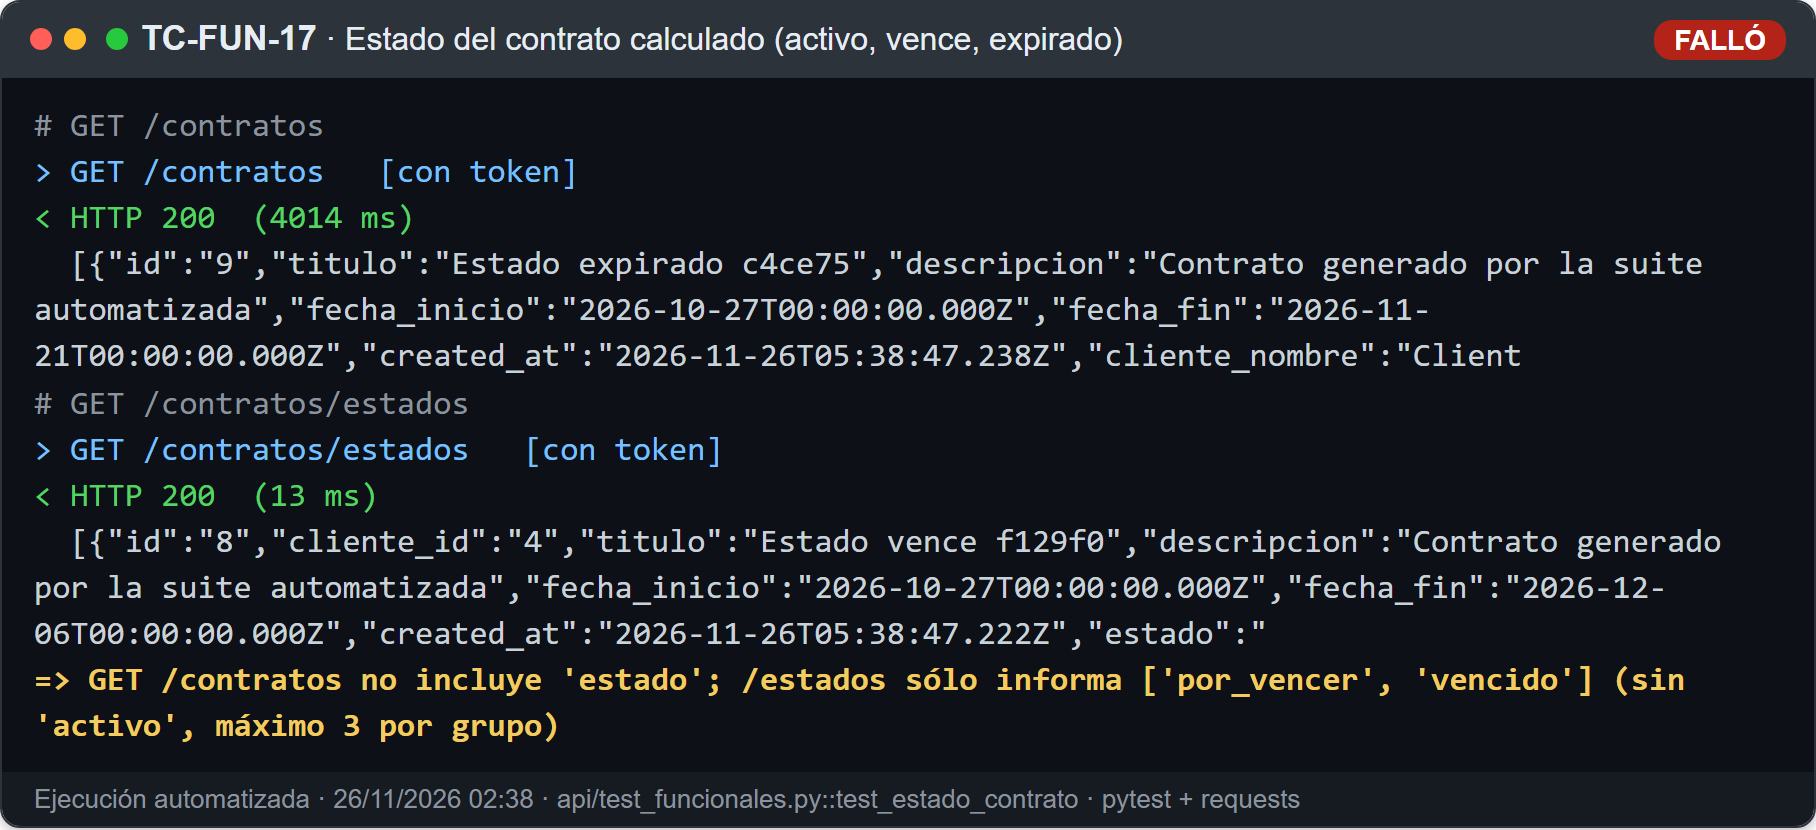 TC-FUN-17 · Estado del contrato calculado (activo, vence, expirado)
FALLÓ
# GET /contratos
> GET /contratos   [con token]
< HTTP 200  (4014 ms)
[{"id":"9","titulo":"Estado expirado c4ce75","descripcion":"Contrato generado por la suite
automatizada","fecha_inicio":"2026-10-27T00:00:00.000Z","fecha_fin":"2026-11-
21T00:00:00.000Z","created_at":"2026-11-26T05:38:47.238Z","cliente_nombre":"Client
# GET /contratos/estados
> GET /contratos/estados   [con token]
< HTTP 200  (13 ms)
[{"id":"8","cliente_id":"4","titulo":"Estado vence f129f0","descripcion":"Contrato generado
por la suite automatizada","fecha_inicio":"2026-10-27T00:00:00.000Z","fecha_fin":"2026-12-
06T00:00:00.000Z","created_at":"2026-11-26T05:38:47.222Z","estado":"
=> GET /contratos no incluye 'estado'; /estados sólo informa ['por_vencer', 'vencido'] (sin
'activo', máximo 3 por grupo)
Ejecución automatizada · 26/11/2026 02:38 · api/test_funcionales.py::test_estado_contrato · pytest + requests